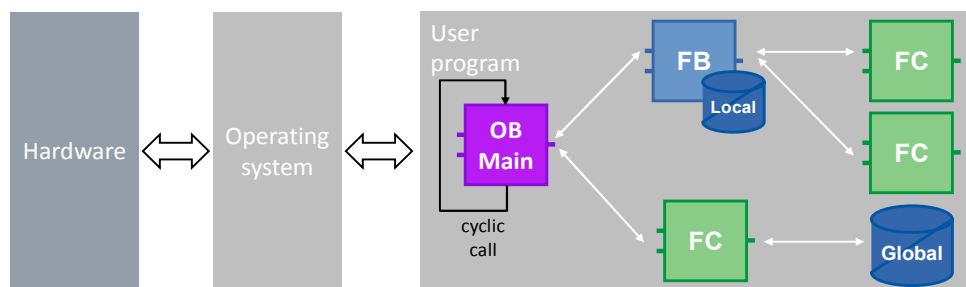 Hardware
Operating
system
User
program
OB
Main
cyclic
call
FB
Local
FC
FC
FC
Global